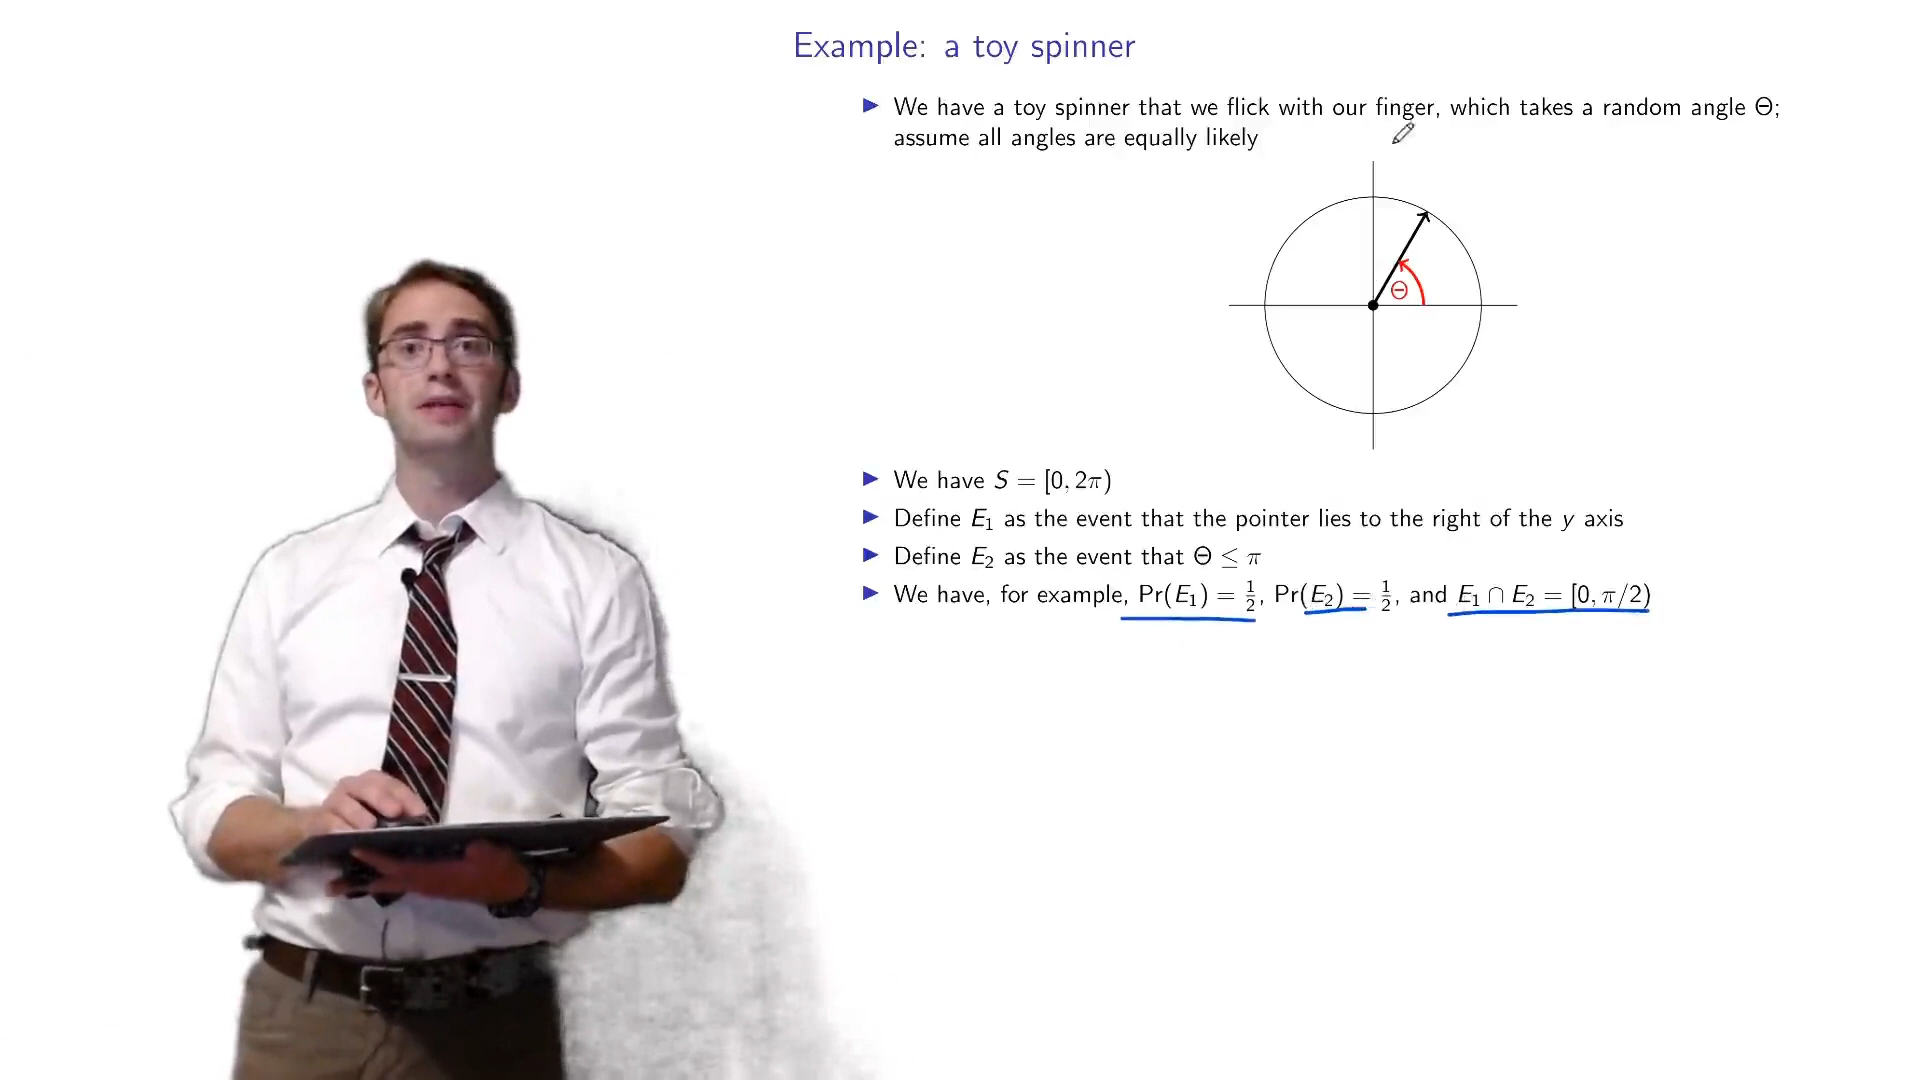 Example: a toy spinner
▶ We have a toy spinner that we flick with our finger, which takes a random angle Θ;
assume all angles are equally likely
Θ
▶ We have S = [0, 2π)
▶ Define E₁ as the event that the pointer lies to the right of the y axis
▶ Define E₂ as the event that Θ ≤ π
▶ We have, for example, Pr(E₁) = 1/2, Pr(E₂) = 1/2, and E₁ ∩ E₂ = [0, π/2)